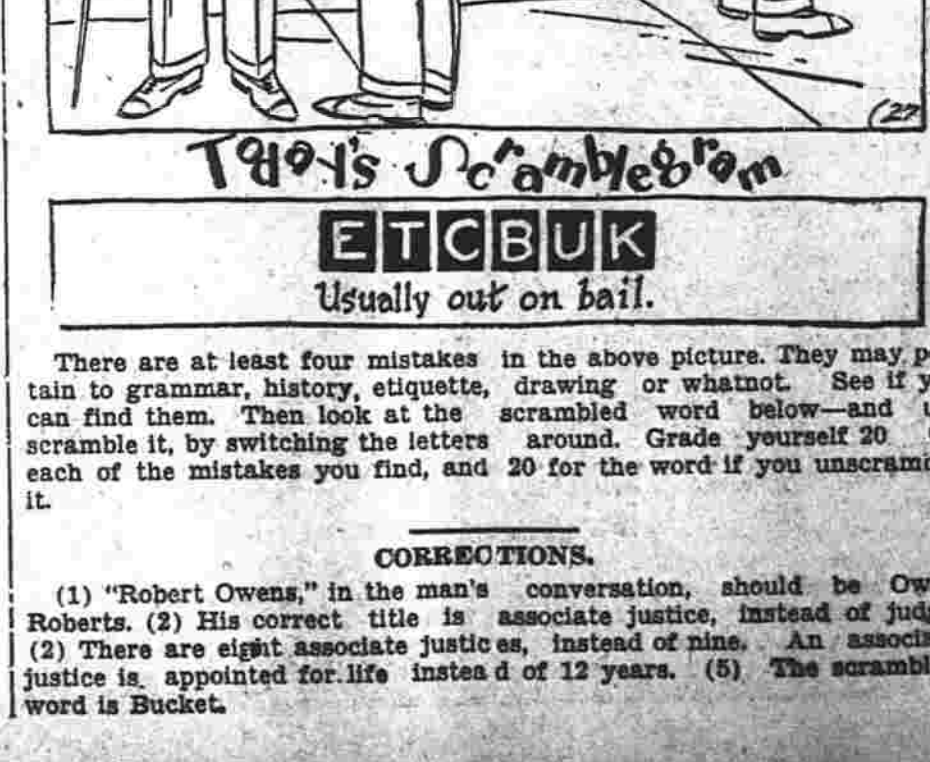 (27
Today's Scramblegram
ETCBUK
Usually out on bail.
There are at least four mistakes in the above picture. They may p
tain to grammar, history, etiquette, drawing or whatnot. See if y
can find them. Then look at the scrambled word below—and u
scramble it, by switching the letters around. Grade yourself 20
each of the mistakes you find, and 20 for the word if you unscram
it.
CORRECTIONS.
(1) "Robert Owens," in the man's conversation, should be Ow
Roberts. (2) His correct title is associate justice, instead of jud
(2) There are eight associate justices, instead of nine. An associa
justice is appointed for life instead of 12 years. (5) The scrambl
word is Bucket.